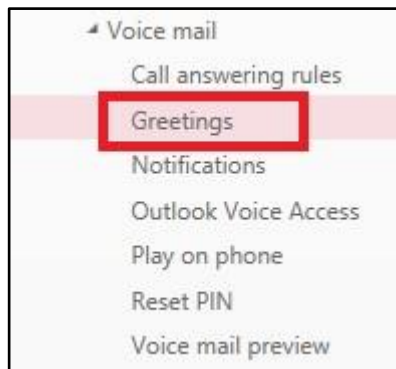 Voice mail
Call answering rules
Greetings
Notifications
Outlook Voice Access
Play on phone
Reset PIN
Voice mail preview